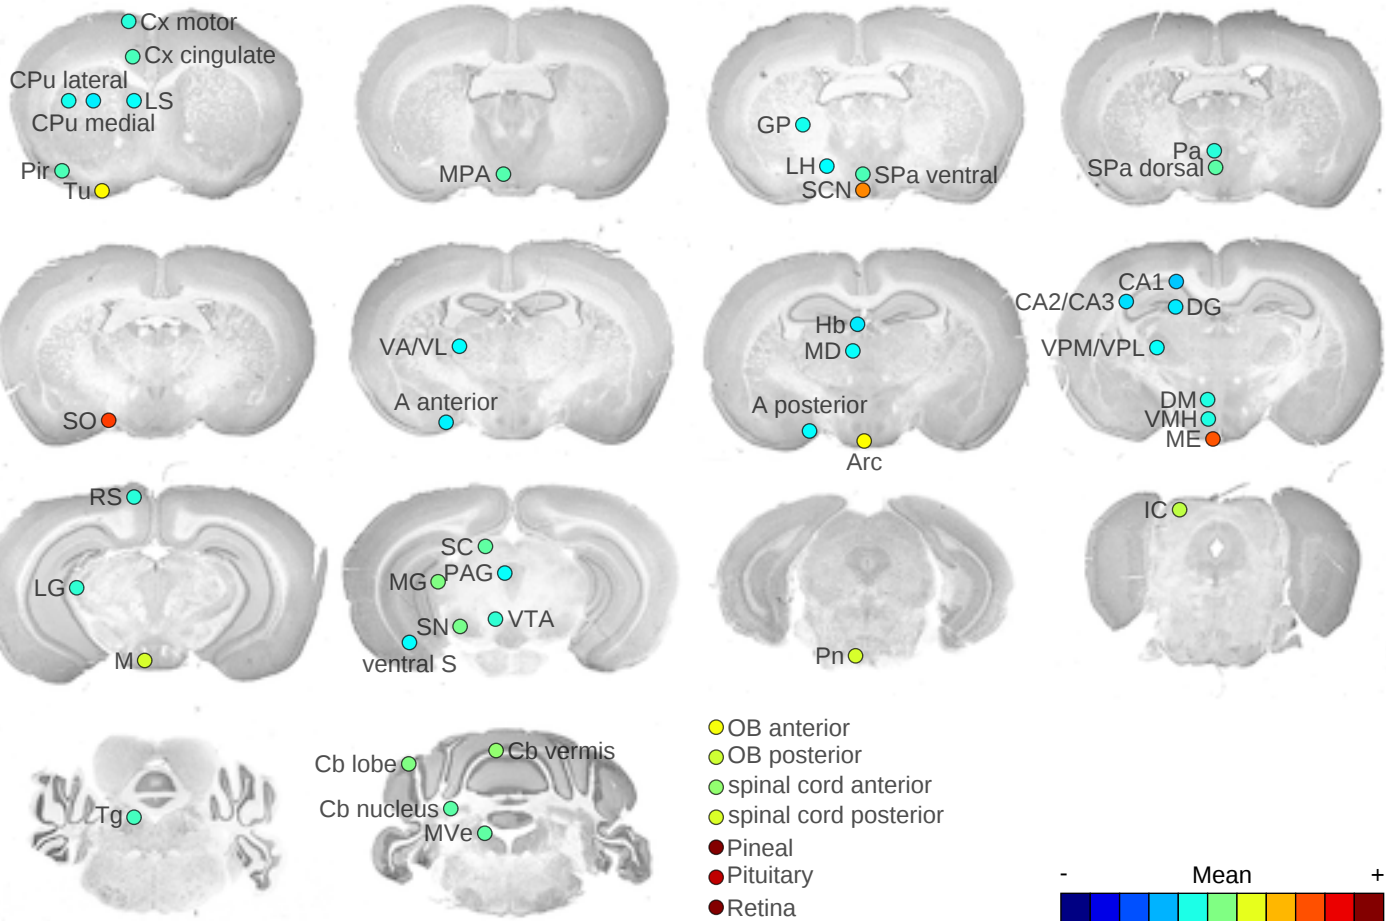 Cx motor
Cx cingulate
CPu lateral
LS
CPu medial
Pir
Tu
MPA
GP
LH
SPa ventral
SCN
Pa
SPa dorsal
SO
VA/VL
A anterior
Hb
MD
A posterior
Arc
CA1
CA2/CA3
DG
VPM/VPL
DM
VMH
ME
RS
LG
M
SC
MG
PAG
SN
VTA
ventral S
Pn
IC
Tg
Cb lobe
Cb vermis
Cb nucleus
MVe
OB anterior
OB posterior
spinal cord anterior
spinal cord posterior
Pineal
Pituitary
Retina
- Mean +